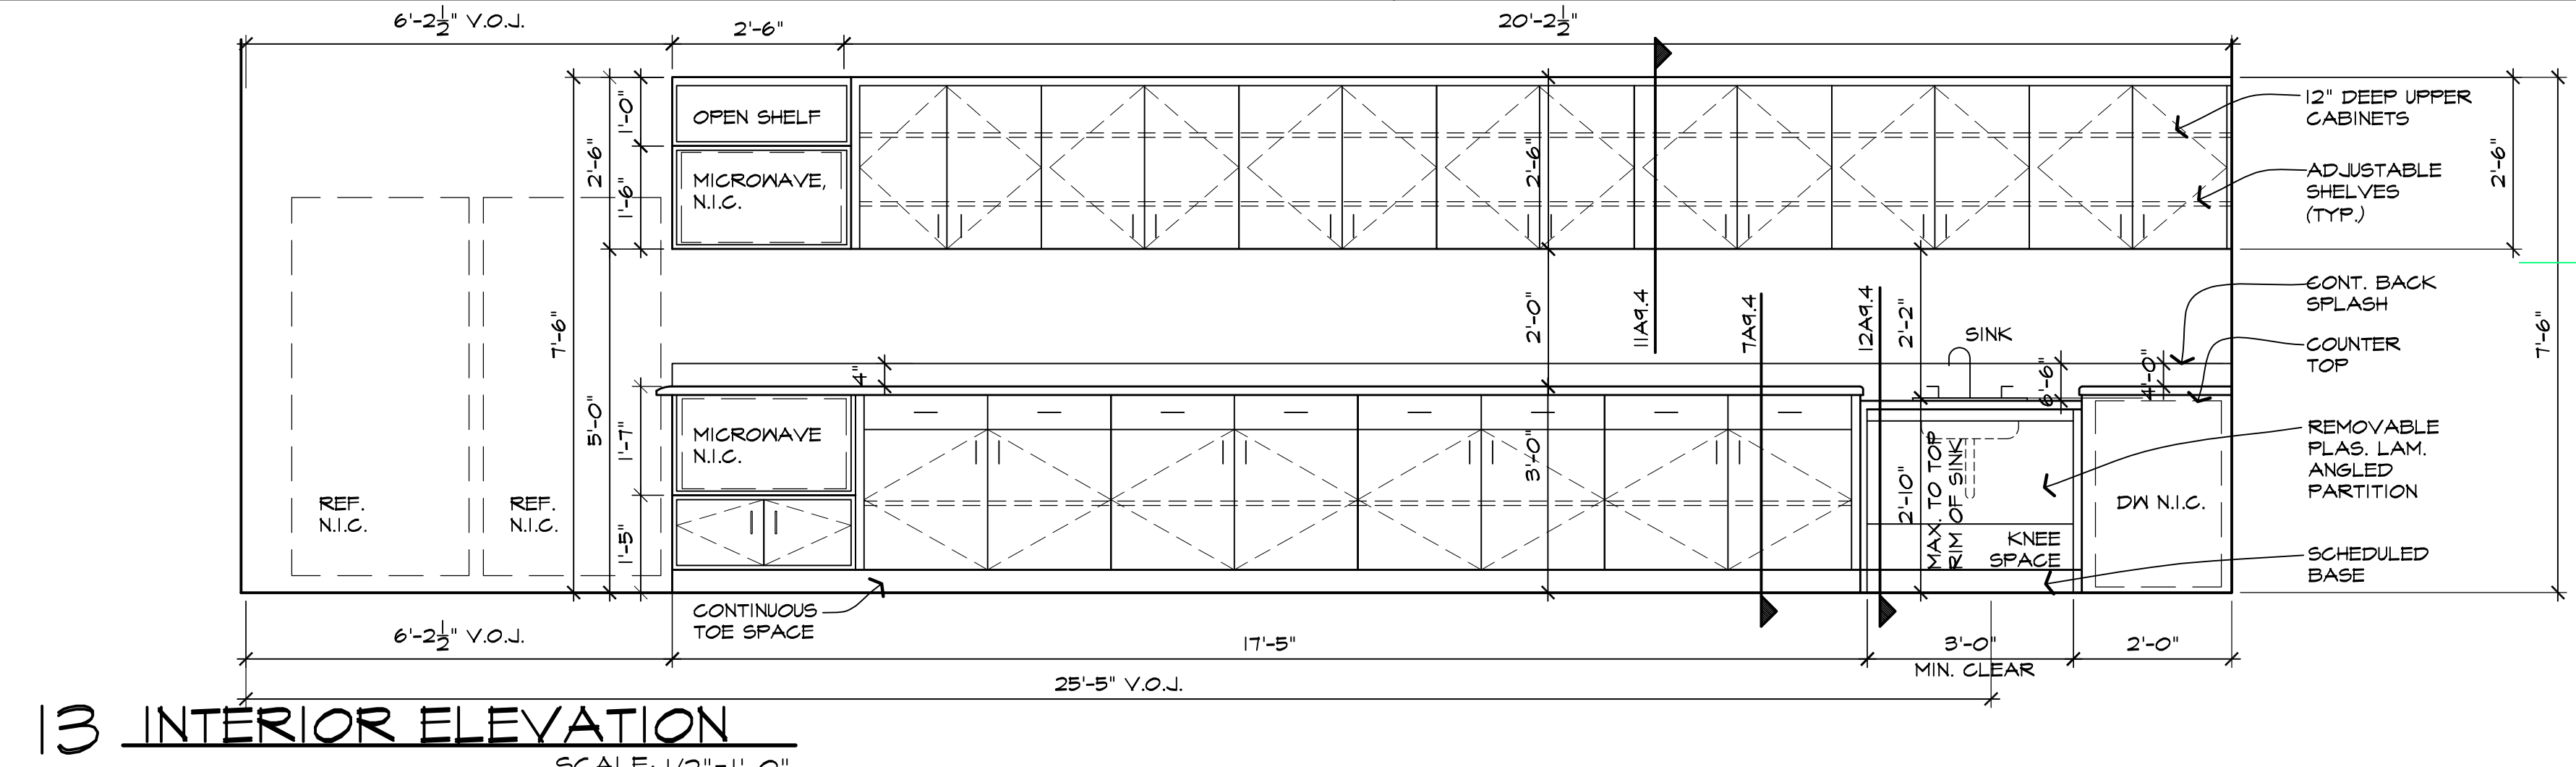 6'-2½" V.O.J.
2'-6"
20'-2½"
OPEN SHELF
MICROWAVE,
N.I.C.
1'-0"
1'-6"
2'-6"
7'-6"
5'-0"
1'-7"
1'-5"
REF.
N.I.C.
REF.
N.I.C.
MICROWAVE
N.I.C.
4"
2'-6"
2'-0"
3'-0"
11A9.4
7A9.4
12A9.4
2'-2"
2'-10"
MAX. TO TOP
RIM OF SINK
SINK
6'-6"
4'-0"
KNEE
SPACE
DW N.I.C.
12" DEEP UPPER
CABINETS
ADJUSTABLE
SHELVES
(TYP.)
CONT. BACK
SPLASH
COUNTER
TOP
REMOVABLE
PLAS. LAM.
ANGLED
PARTITION
SCHEDULED
BASE
2'-6"
7'-6"
CONTINUOUS
TOE SPACE
6'-2½" V.O.J.
17'-5"
3'-0"
MIN. CLEAR
2'-0"
25'-5" V.O.J.
13 INTERIOR ELEVATION
SCALE: 1/2"=1'-0"